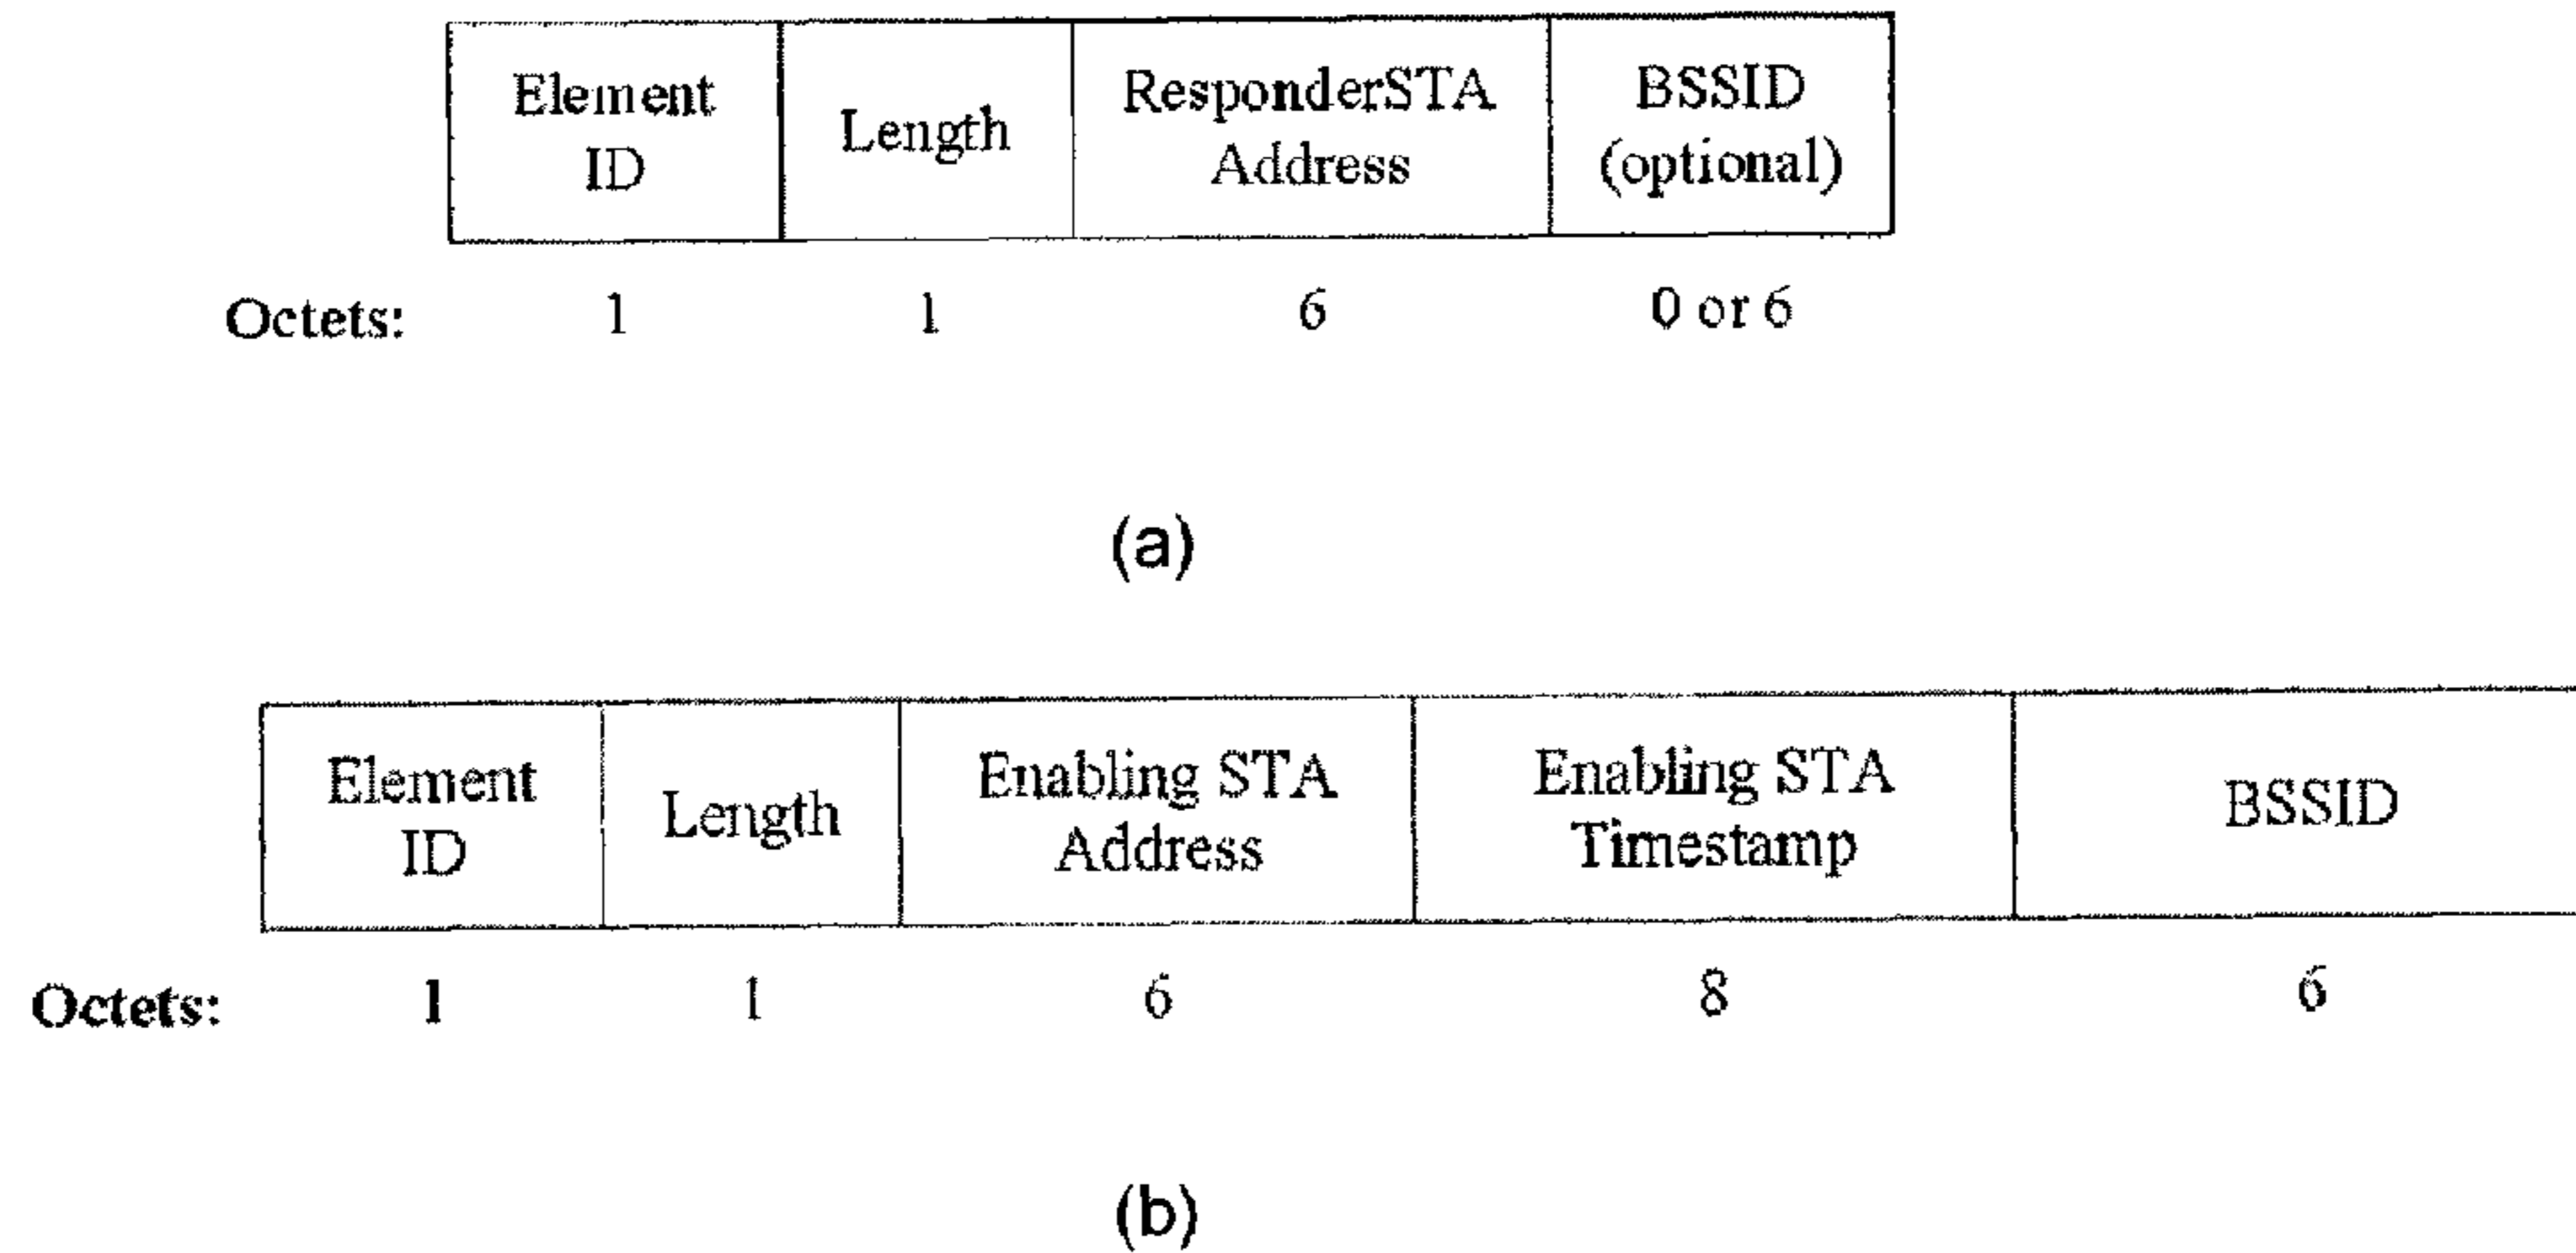 Element ID
Length
ResponderSTA Address
BSSID (optional)
Octets: 1 1 6 0 or 6
(a)
Element ID
Length
Enabling STA Address
Enabling STA Timestamp
BSSID
Octets: 1 1 6 8 6
(b)